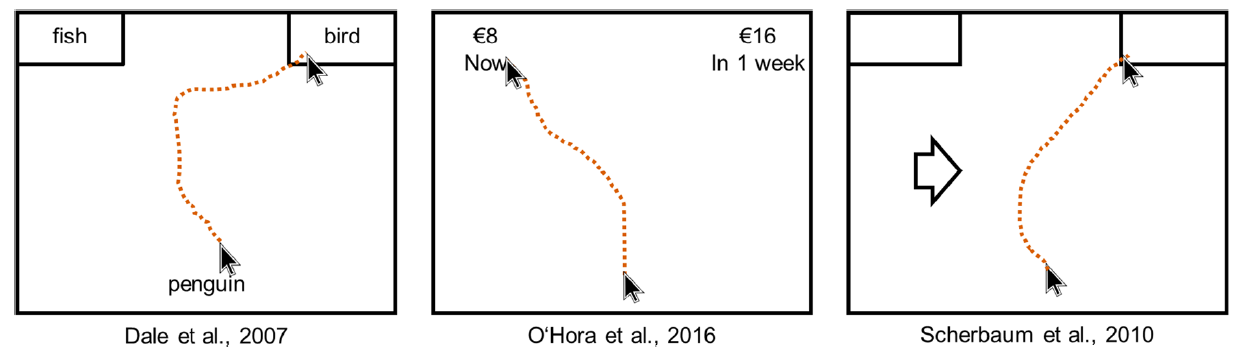 fish
bird
penguin
Dale et al., 2007
€8
Now
€16
In 1 week
O‘Hora et al., 2016
Scherbaum et al., 2010